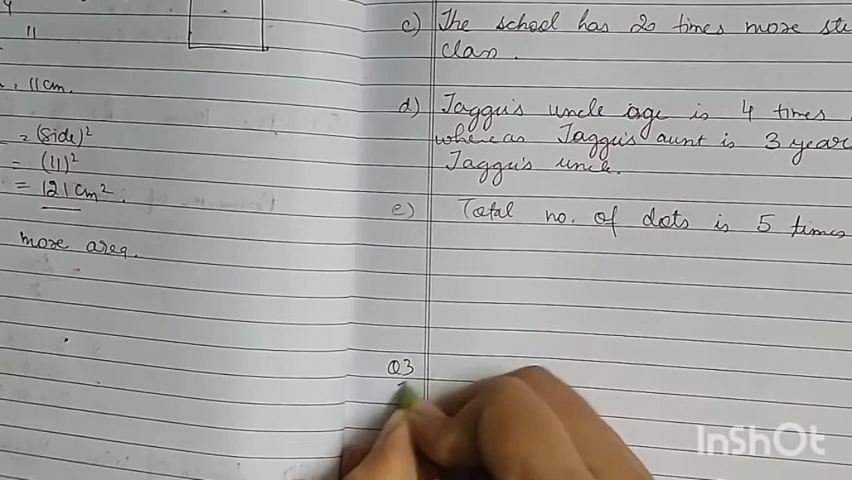 11
11cm.
= (Side)²
= (11)²
= 121 cm².
more area.
c) The school has 20 times more
clan.
d) Jaggu's uncle age is 4 times
whereas Jaggu's aunt is 3 year
Jaggu's uncle.
e) Total no. of dots is 5 times
Q3
InShOt